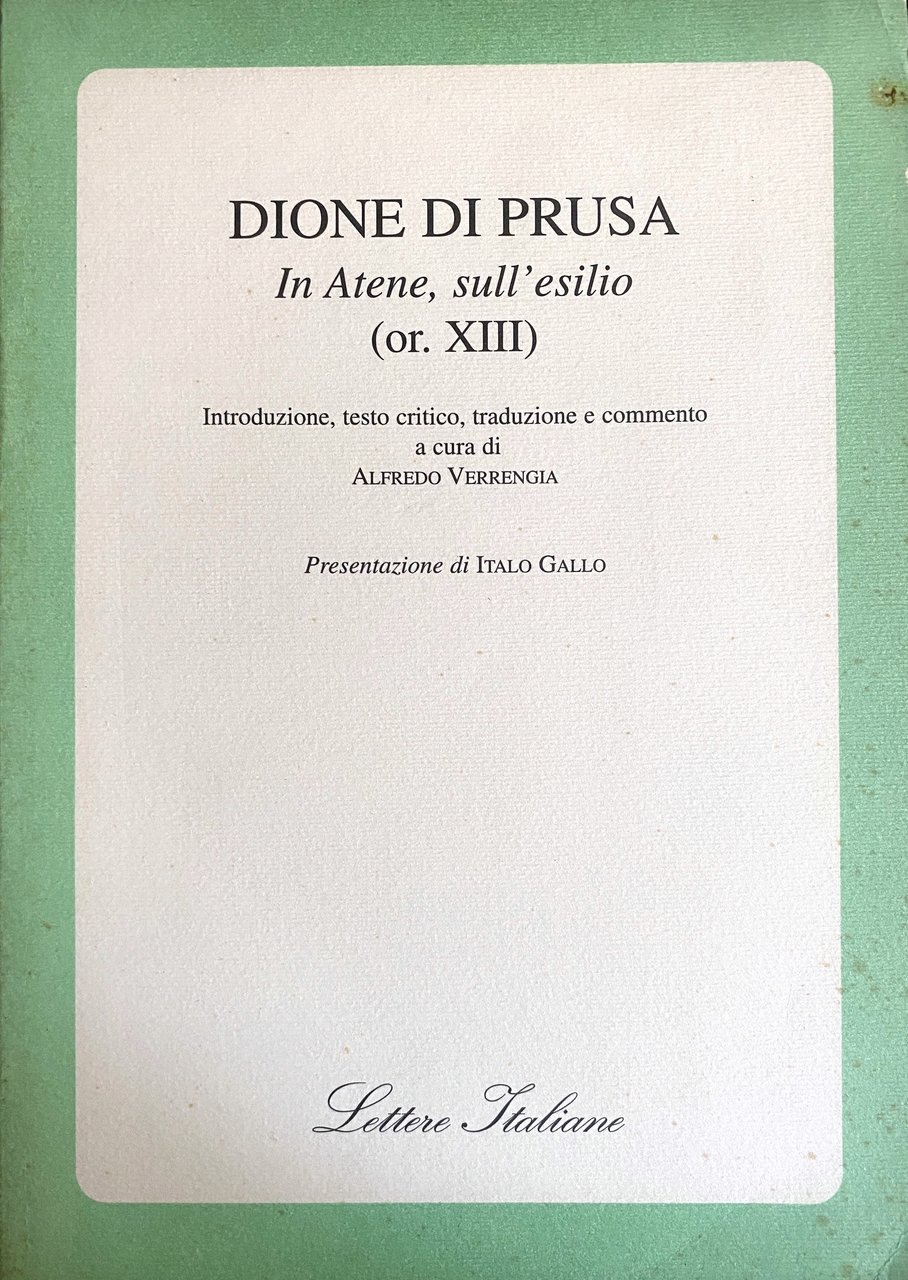 DIONE DI PRUSA
In Atene, sull'esilio
(or. XIII)
Introduzione, testo critico, traduzione e commento
a cura di
ALFREDO VERRENGIA
Presentazione di ITALO GALLO
Lettere Italiane